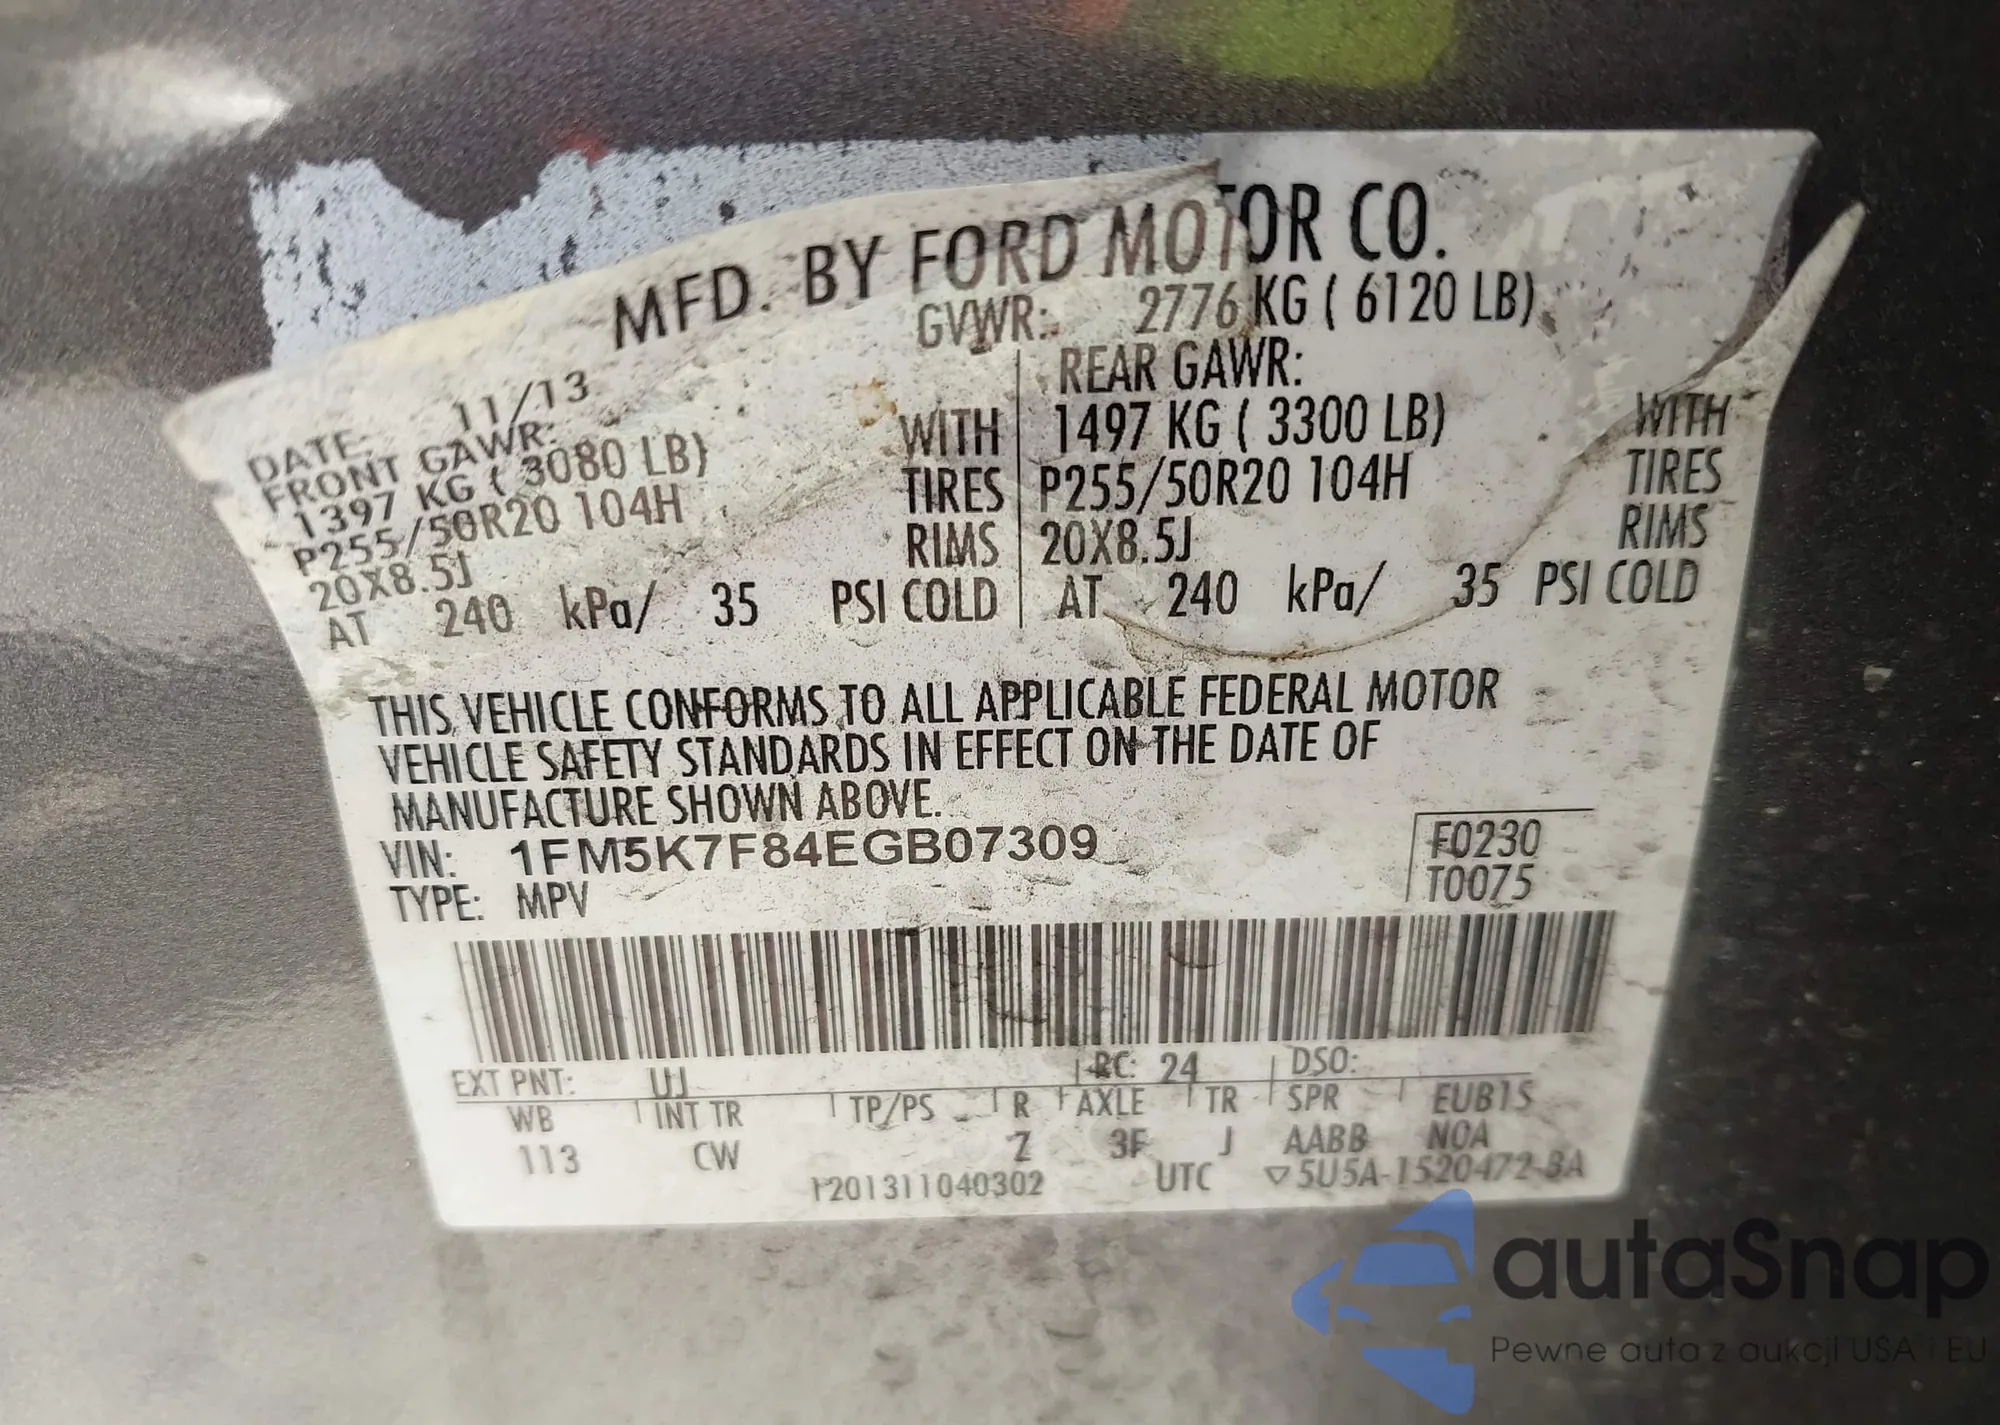 MFD. BY FORD MOTOR CO.
GVWR: 2776 KG ( 6120 LB)
DATE: 11/13
FRONT GAWR:
1397 KG ( 3080 LB) WITH
P255/50R20 104H TIRES
20X8.5J RIMS
AT 240 kPa/ 35 PSI COLD
REAR GAWR:
1497 KG ( 3300 LB) WITH
P255/50R20 104H TIRES
20X8.5J RIMS
AT 240 kPa/ 35 PSI COLD
THIS VEHICLE CONFORMS TO ALL APPLICABLE FEDERAL MOTOR
VEHICLE SAFETY STANDARDS IN EFFECT ON THE DATE OF
MANUFACTURE SHOWN ABOVE.
VIN: 1FM5K7F84EGB07309
TYPE: MPV
F0230
T0075
EXT PNT: UJ RC: 24 DSO:
WB INT TR TP/PS R AXLE TR SPR EUB1S
113 CW Z 3F J AABB N0A
UTC ▽5U5A-1520472-BA
autaSnap
Pewne auta z aukcji USA i EU